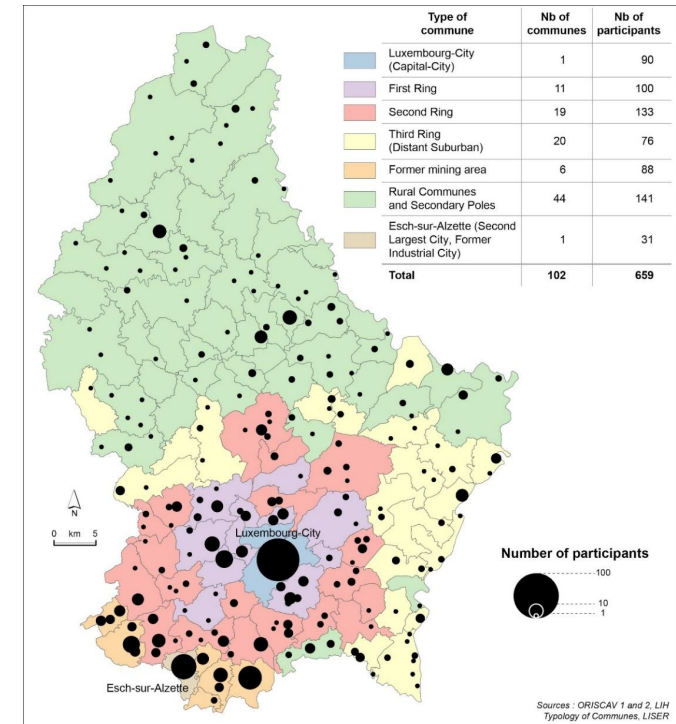 Type of commune Nb of communes Nb of participants
Luxembourg-City (Capital-City) 1 90
First Ring 11 100
Second Ring 19 133
Third Ring (Distant Suburban) 20 76
Former mining area 6 88
Rural Communes and Secondary Poles 44 141
Esch-sur-Alzette (Second Largest City, Former Industrial City) 1 31
Total 102 659
N
0 km 5
Luxembourg-City
Esch-sur-Alzette
Number of participants
100
10
1
Sources : ORISCAV 1 and 2, LIH
Typology of Communes, LISER